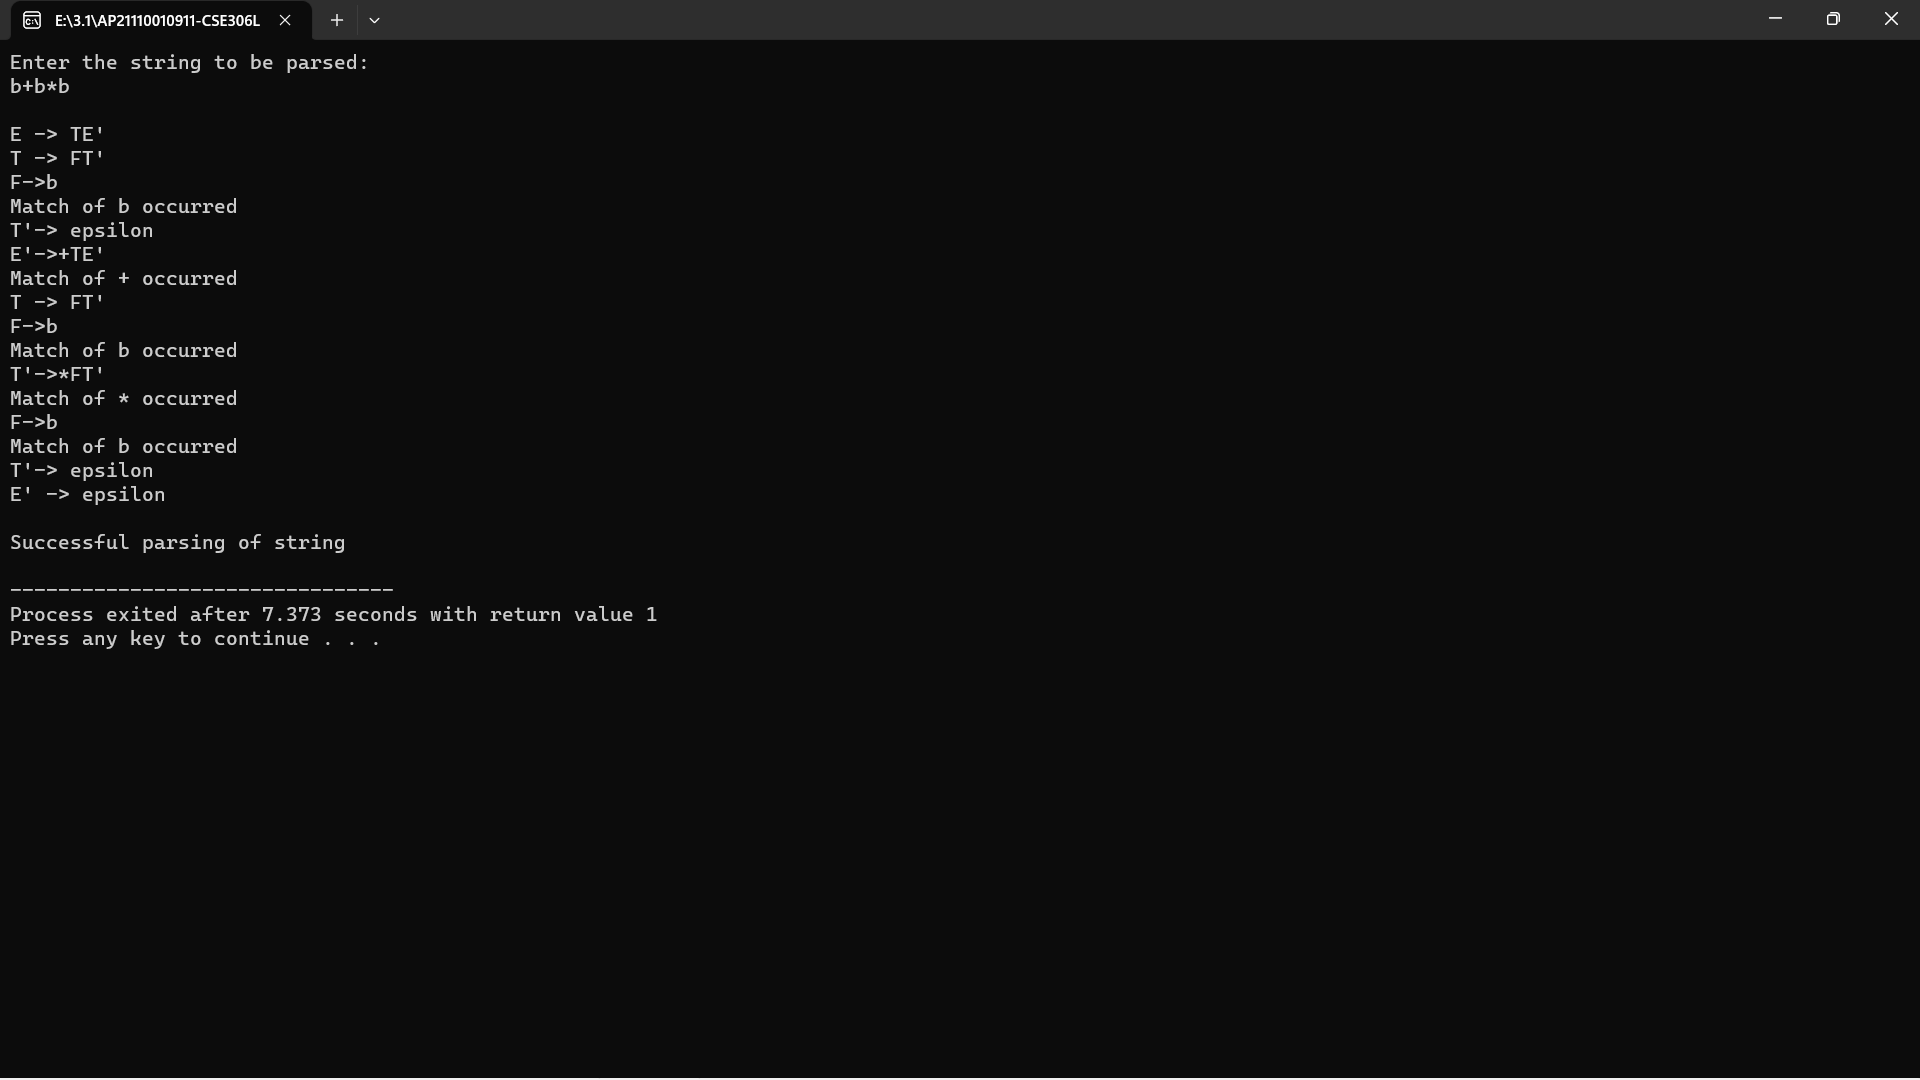 E:\3.1\AP21110010911-CSE306L
Enter the string to be parsed:
b+b*b
E -> TE'
T -> FT'
F->b
Match of b occurred
T'-> epsilon
E'->+TE'
Match of + occurred
T -> FT'
F->b
Match of b occurred
T'->*FT'
Match of * occurred
F->b
Match of b occurred
T'-> epsilon
E' -> epsilon
Successful parsing of string
--------------------------------
Process exited after 7.373 seconds with return value 1
Press any key to continue . . .